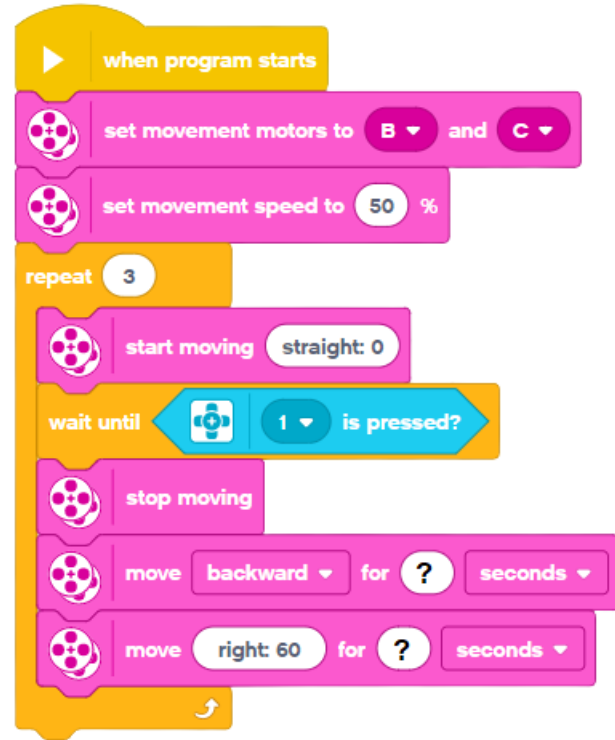 when program starts
set movement motors to B and C
set movement speed to 50 %
repeat 3
start moving straight: 0
wait until 1 is pressed?
stop moving
move backward for ? seconds
move right: 60 for ? seconds